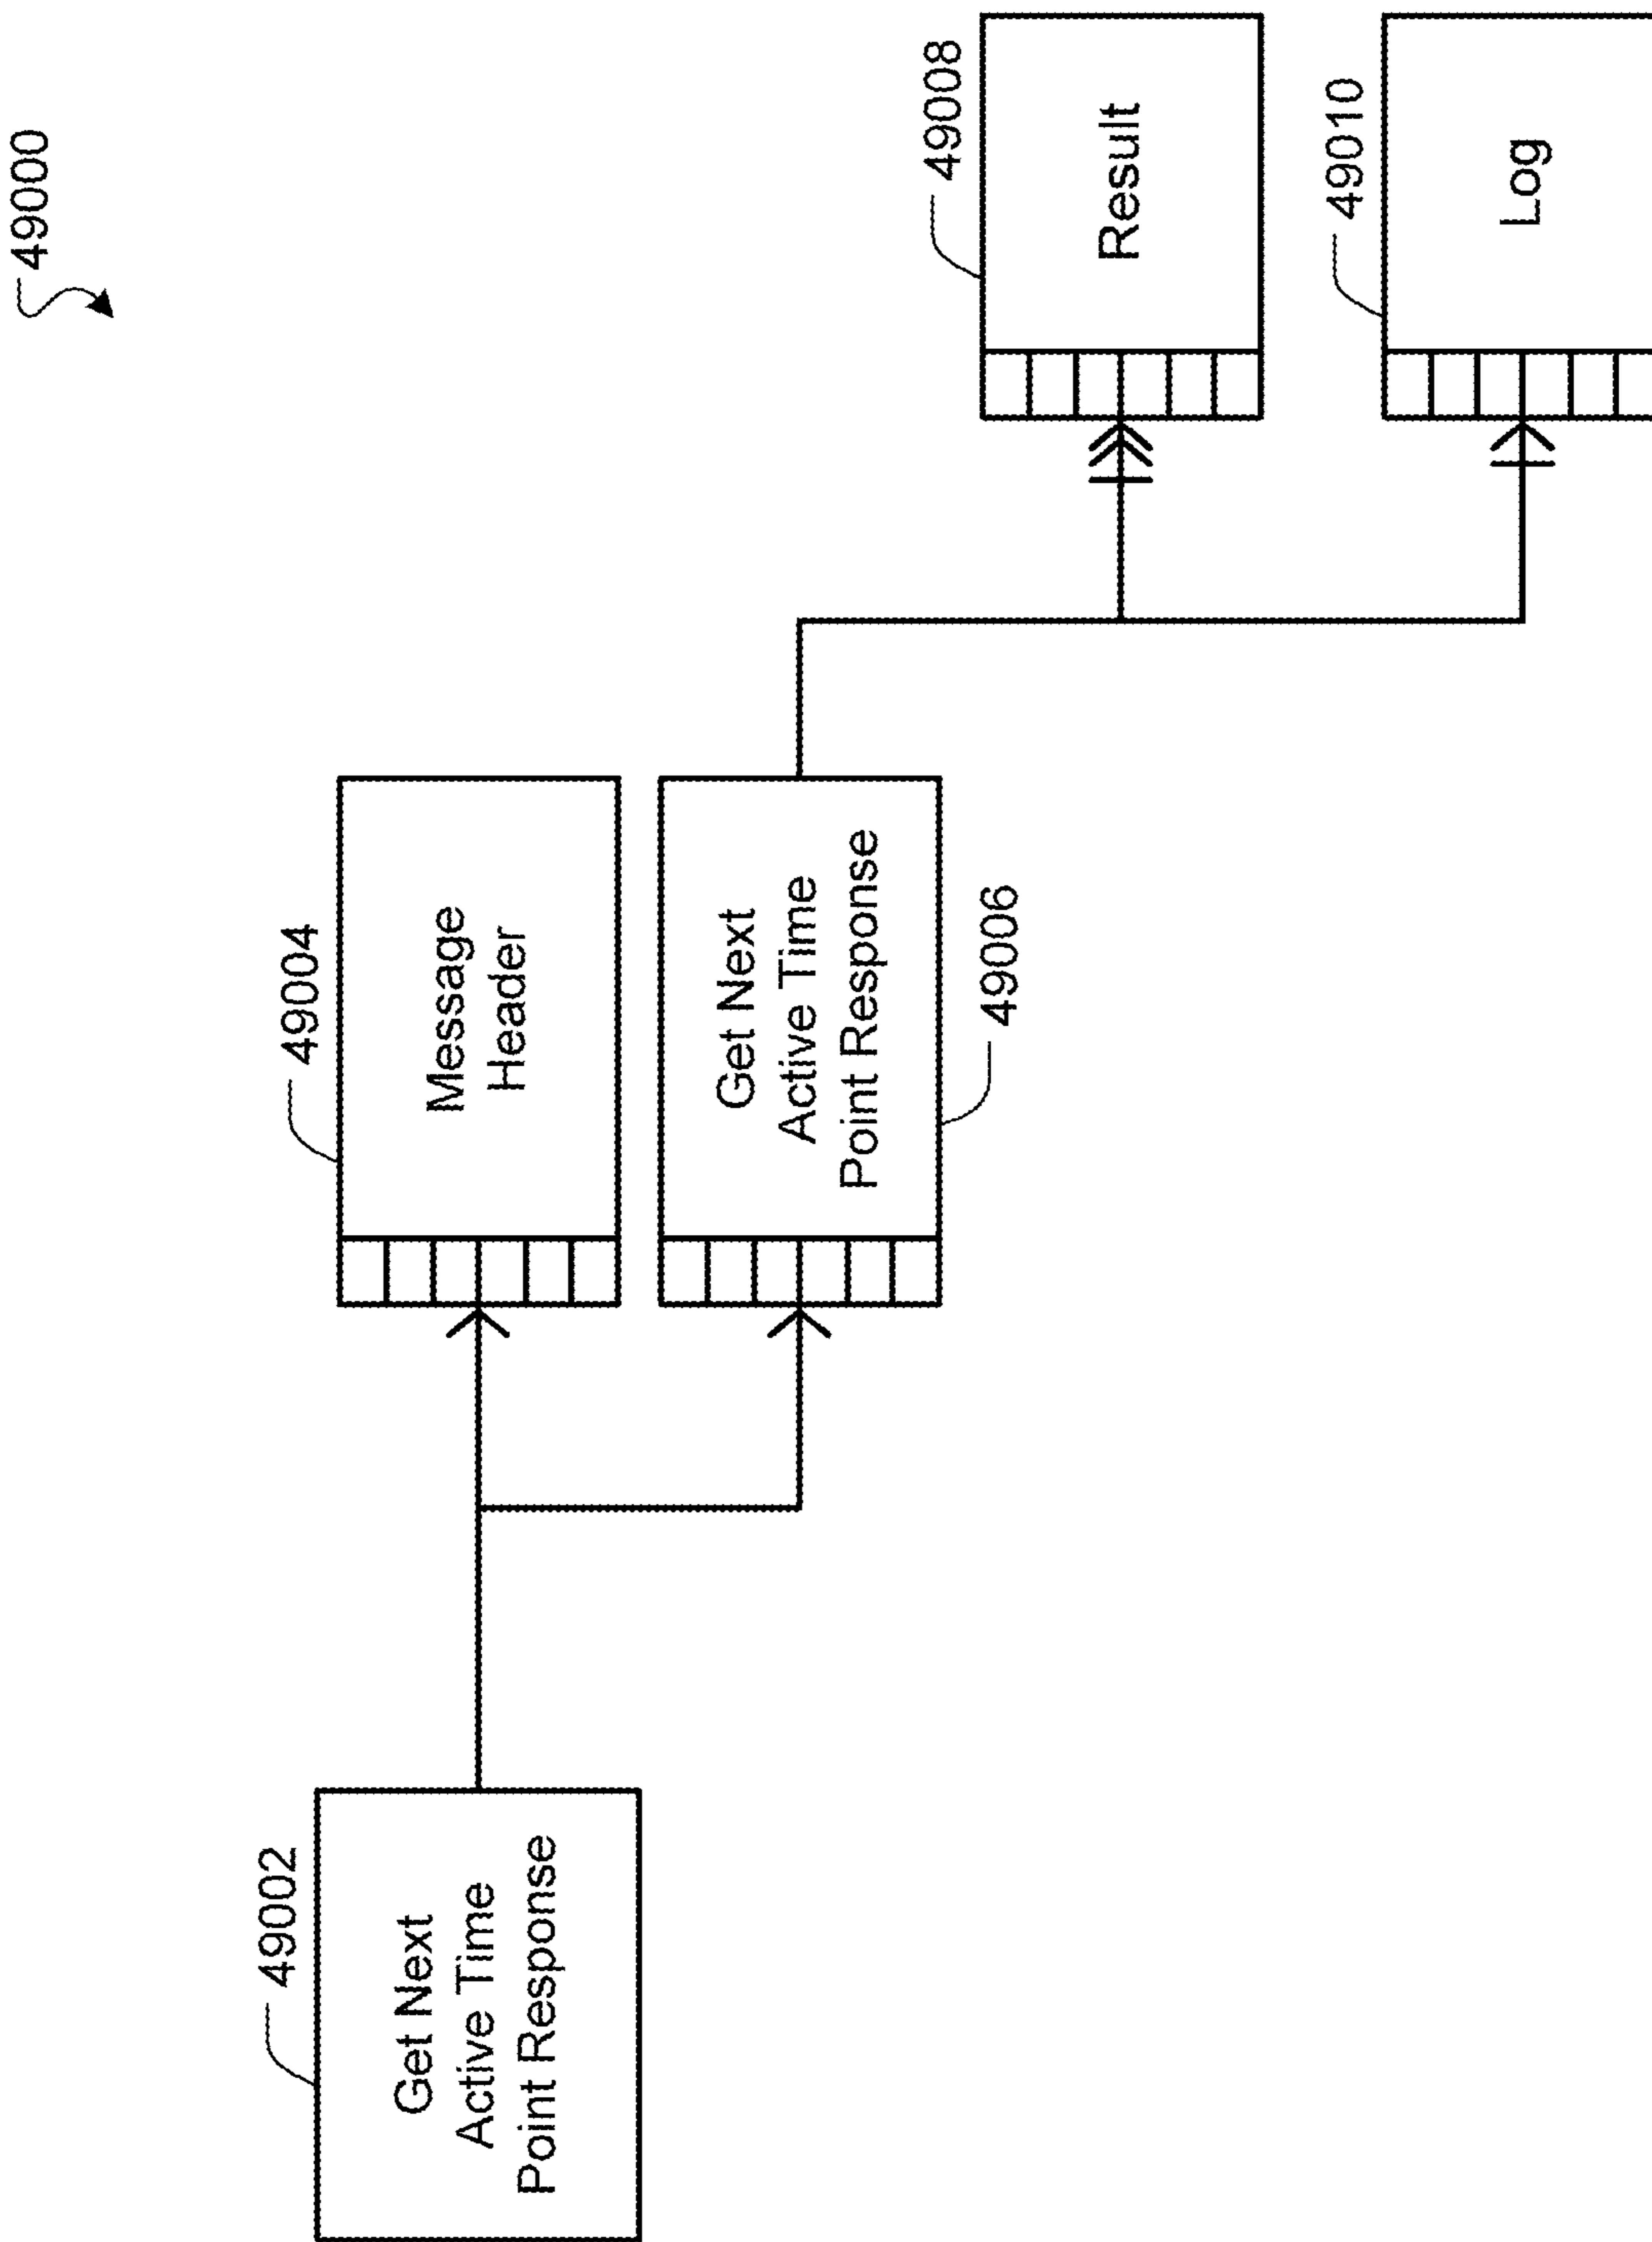 49000
49002
Get Next
Active Time
Point Response
49004
Message
Header
Get Next
Active Time
Point Response
49006
49008
Result
49010
Log